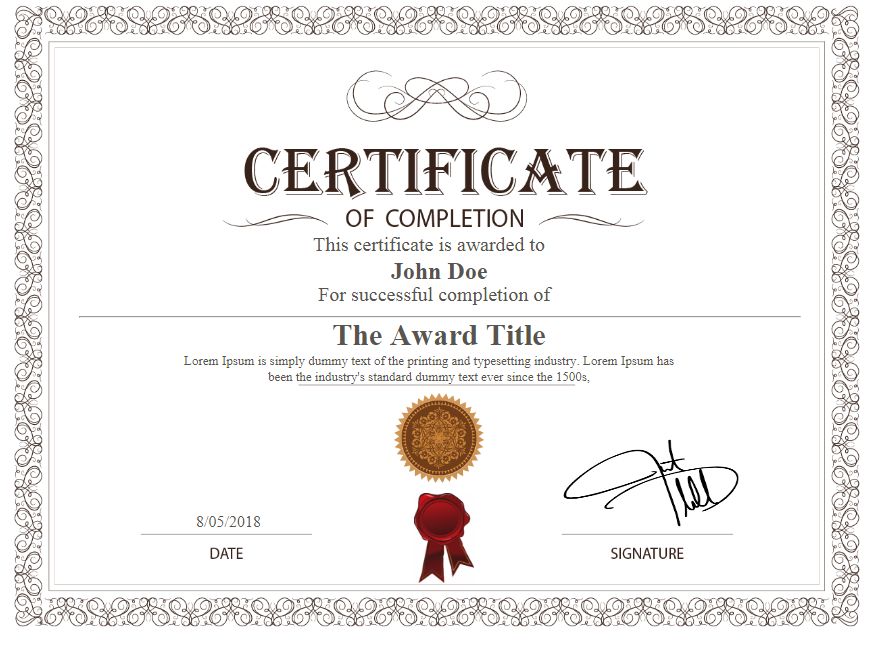 CERTIFICATE
OF COMPLETION
This certificate is awarded to
John Doe
For successful completion of
The Award Title
Lorem Ipsum is simply dummy text of the printing and typesetting industry. Lorem Ipsum has
been the industry's standard dummy text ever since the 1500s,
8/05/2018
DATE
SIGNATURE